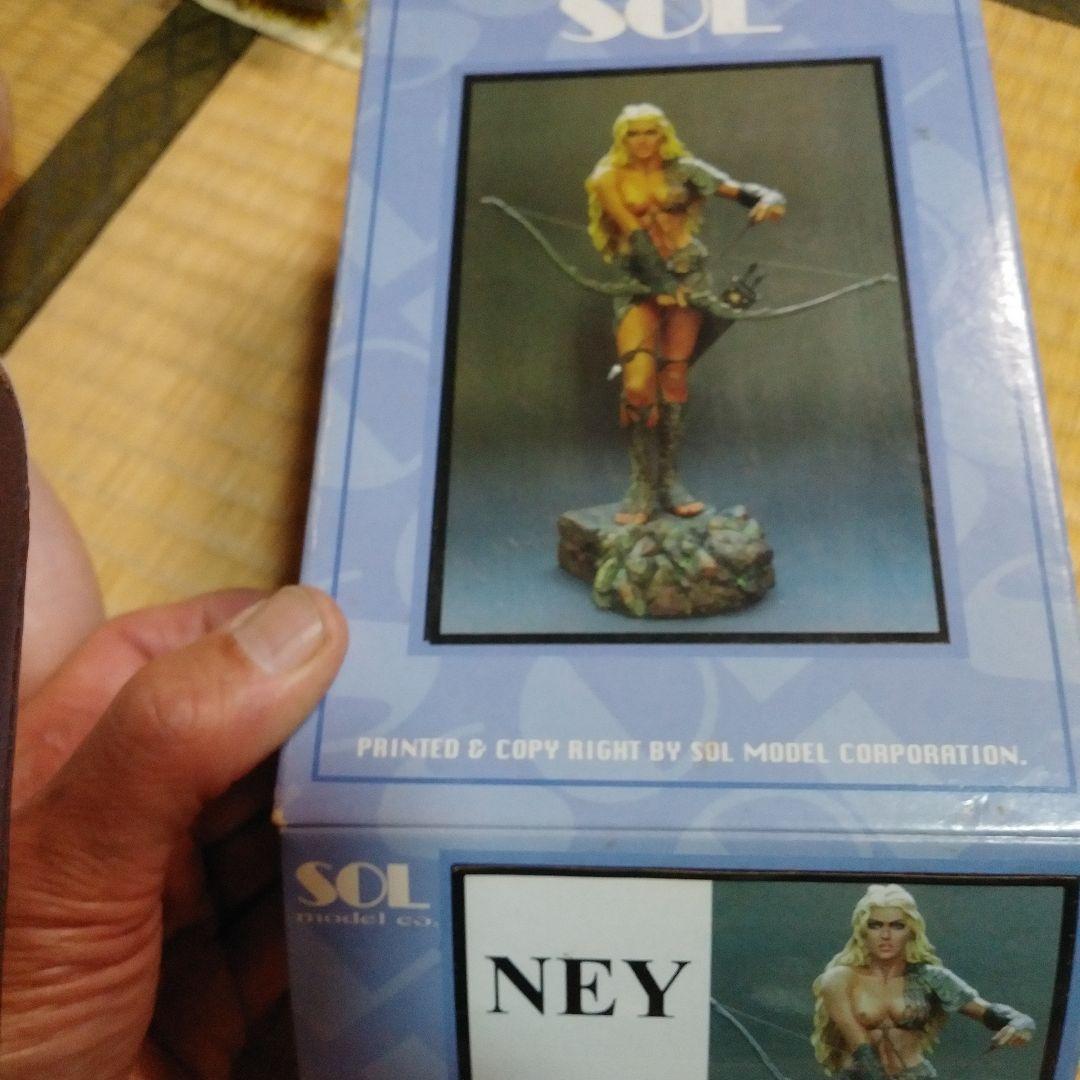 SOL
PRINTED & COPY RIGHT BY SOL MODEL CORPORATION.
SOL
model co.
NEY